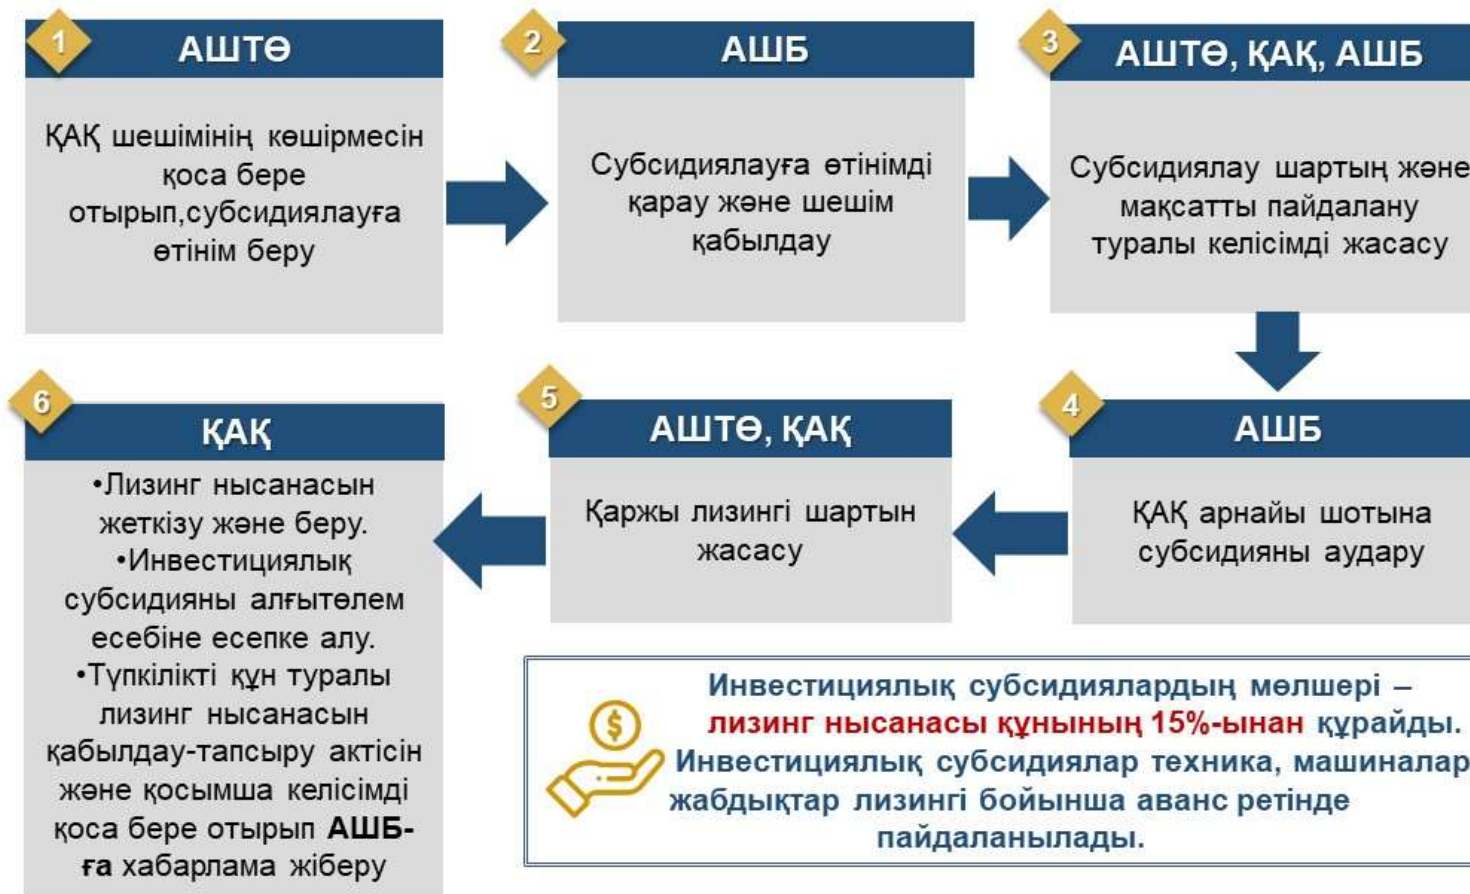 1
АШТӨ
ҚАҚ шешімінің көшірмесін
қоса бере
отырып,субсидиялауға
өтінім беру
2
АШБ
Субсидиялауға өтінімді
қарау және шешім
қабылдау
3
АШТӨ, ҚАҚ, АШБ
Субсидиялау шартың және
мақсатты пайдалану
туралы келісімді жасасу
4
АШБ
ҚАҚ арнайы шотына
субсидияны аудару
5
АШТӨ, ҚАҚ
Қаржы лизингі шартын
жасасу
6
ҚАҚ
•Лизинг нысанасын
жеткізу және беру.
•Инвестициялық
субсидияны алғытөлем
есебіне есепке алу.
•Түпкілікті құн туралы
лизинг нысанасын
қабылдау-тапсыру актісін
және қосымша келісімді
қоса бере отырып АШБ-
ға хабарлама жіберу
$
Инвестициялық субсидиялардың мөлшері –
лизинг нысанасы құнының 15%-ынан құрайды.
Инвестициялық субсидиялар техника, машиналар
жабдықтар лизингі бойынша аванс ретінде
пайдаланылады.